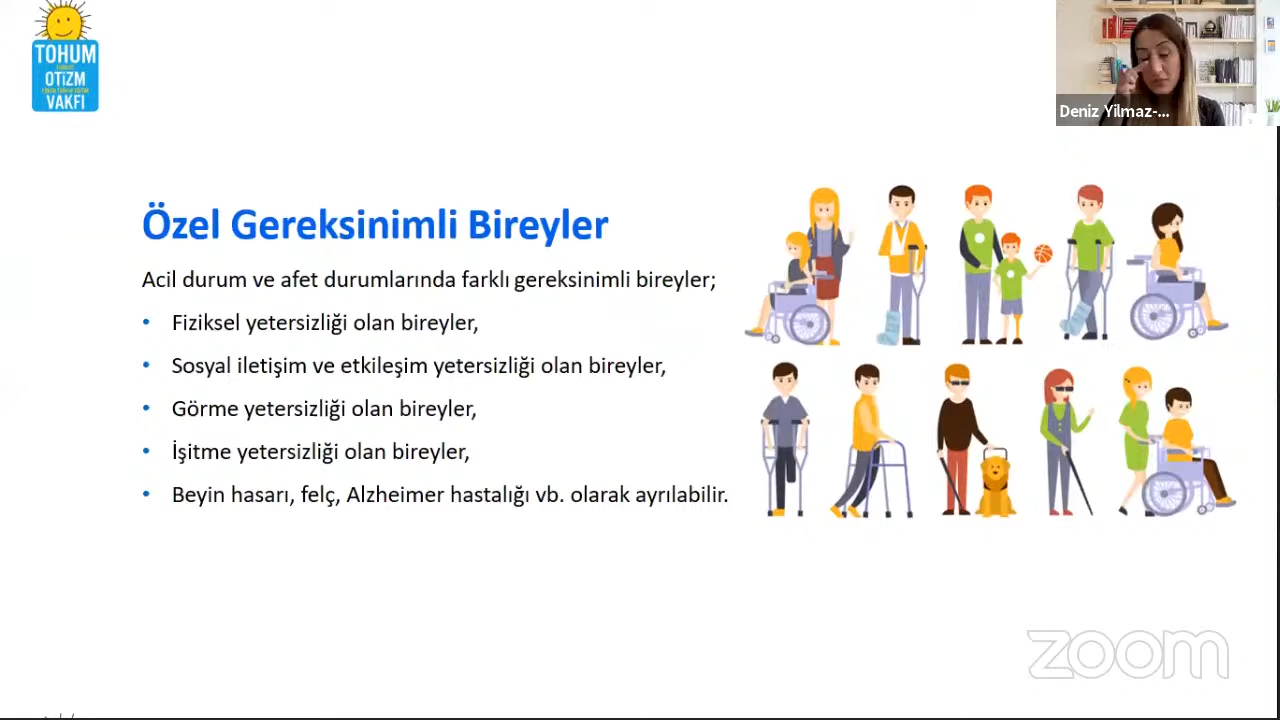 TOHUM
OTİZM
VAKFI
Deniz Yilmaz-...
Özel Gereksinimli Bireyler
Acil durum ve afet durumlarında farklı gereksinimli bireyler;
• Fiziksel yetersizliği olan bireyler,
• Sosyal iletişim ve etkileşim yetersizliği olan bireyler,
• Görme yetersizliği olan bireyler,
• İşitme yetersizliği olan bireyler,
• Beyin hasarı, felç, Alzheimer hastalığı vb. olarak ayrılabilir.
zoom